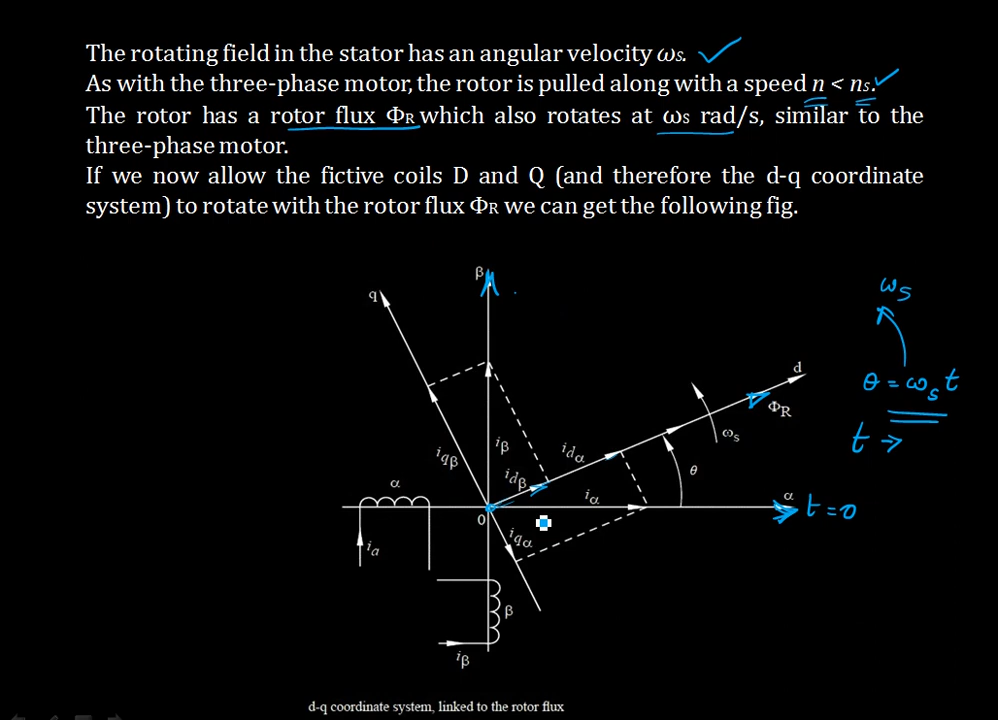 The rotating field in the stator has an angular velocity ωs.
As with the three-phase motor, the rotor is pulled along with a speed n < ns.
The rotor has a rotor flux ΦR which also rotates at ωs rad/s, similar to the
three-phase motor.
If we now allow the fictive coils D and Q (and therefore the d-q coordinate
system) to rotate with the rotor flux ΦR we can get the following fig.
β
q
ωs
d
θ = ωs t
ΦR
ωs
t →
iβ
idα
iqβ
idβ
θ
α
iα
α
t = 0
0
iqα
ia
β
iβ
d-q coordinate system, linked to the rotor flux